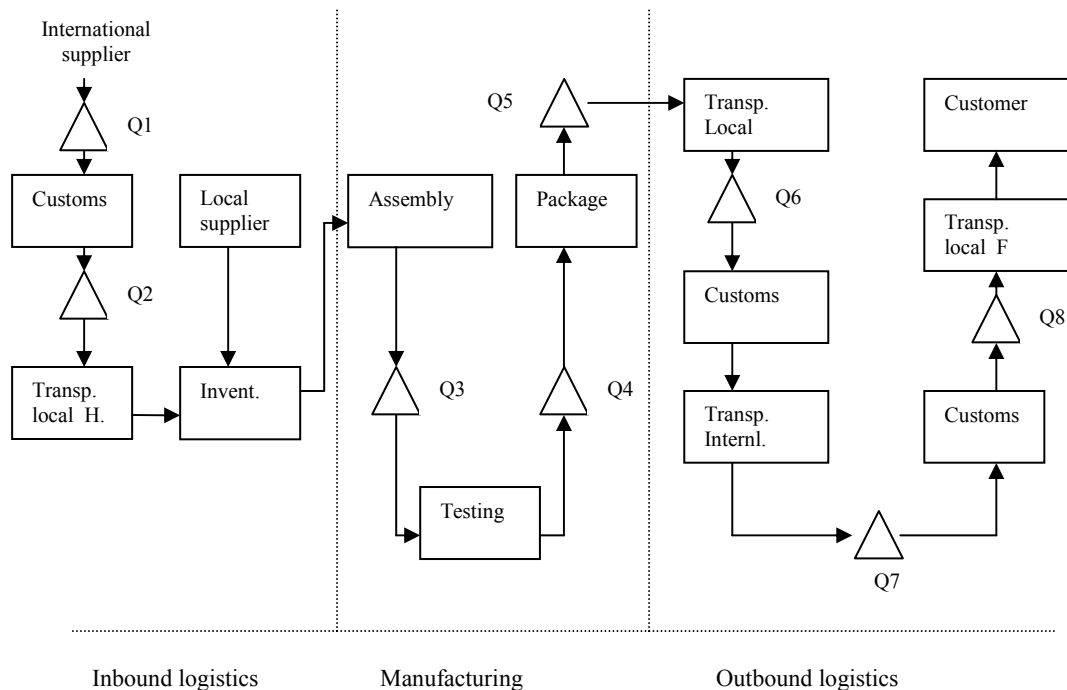 International
supplier
Q1
Customs
Q2
Transp.
local H.
Local
supplier
Invent.
Assembly
Q3
Testing
Q4
Package
Q5
Transp.
Local
Q6
Customs
Transp.
Internl.
Q7
Customs
Q8
Transp.
local F
Customer
Inbound logistics
Manufacturing
Outbound logistics